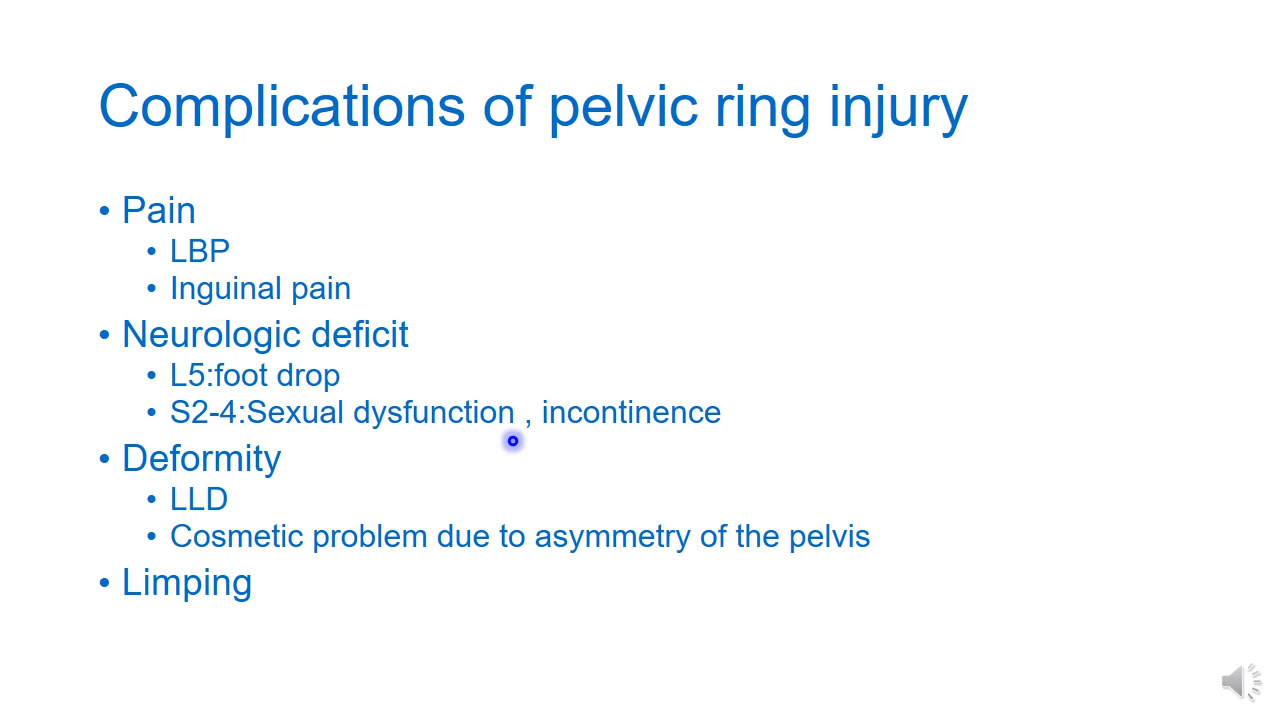 Complications of pelvic ring injury
• Pain
• LBP
• Inguinal pain
• Neurologic deficit
• L5:foot drop
• S2-4:Sexual dysfunction , incontinence
• Deformity
• LLD
• Cosmetic problem due to asymmetry of the pelvis
• Limping